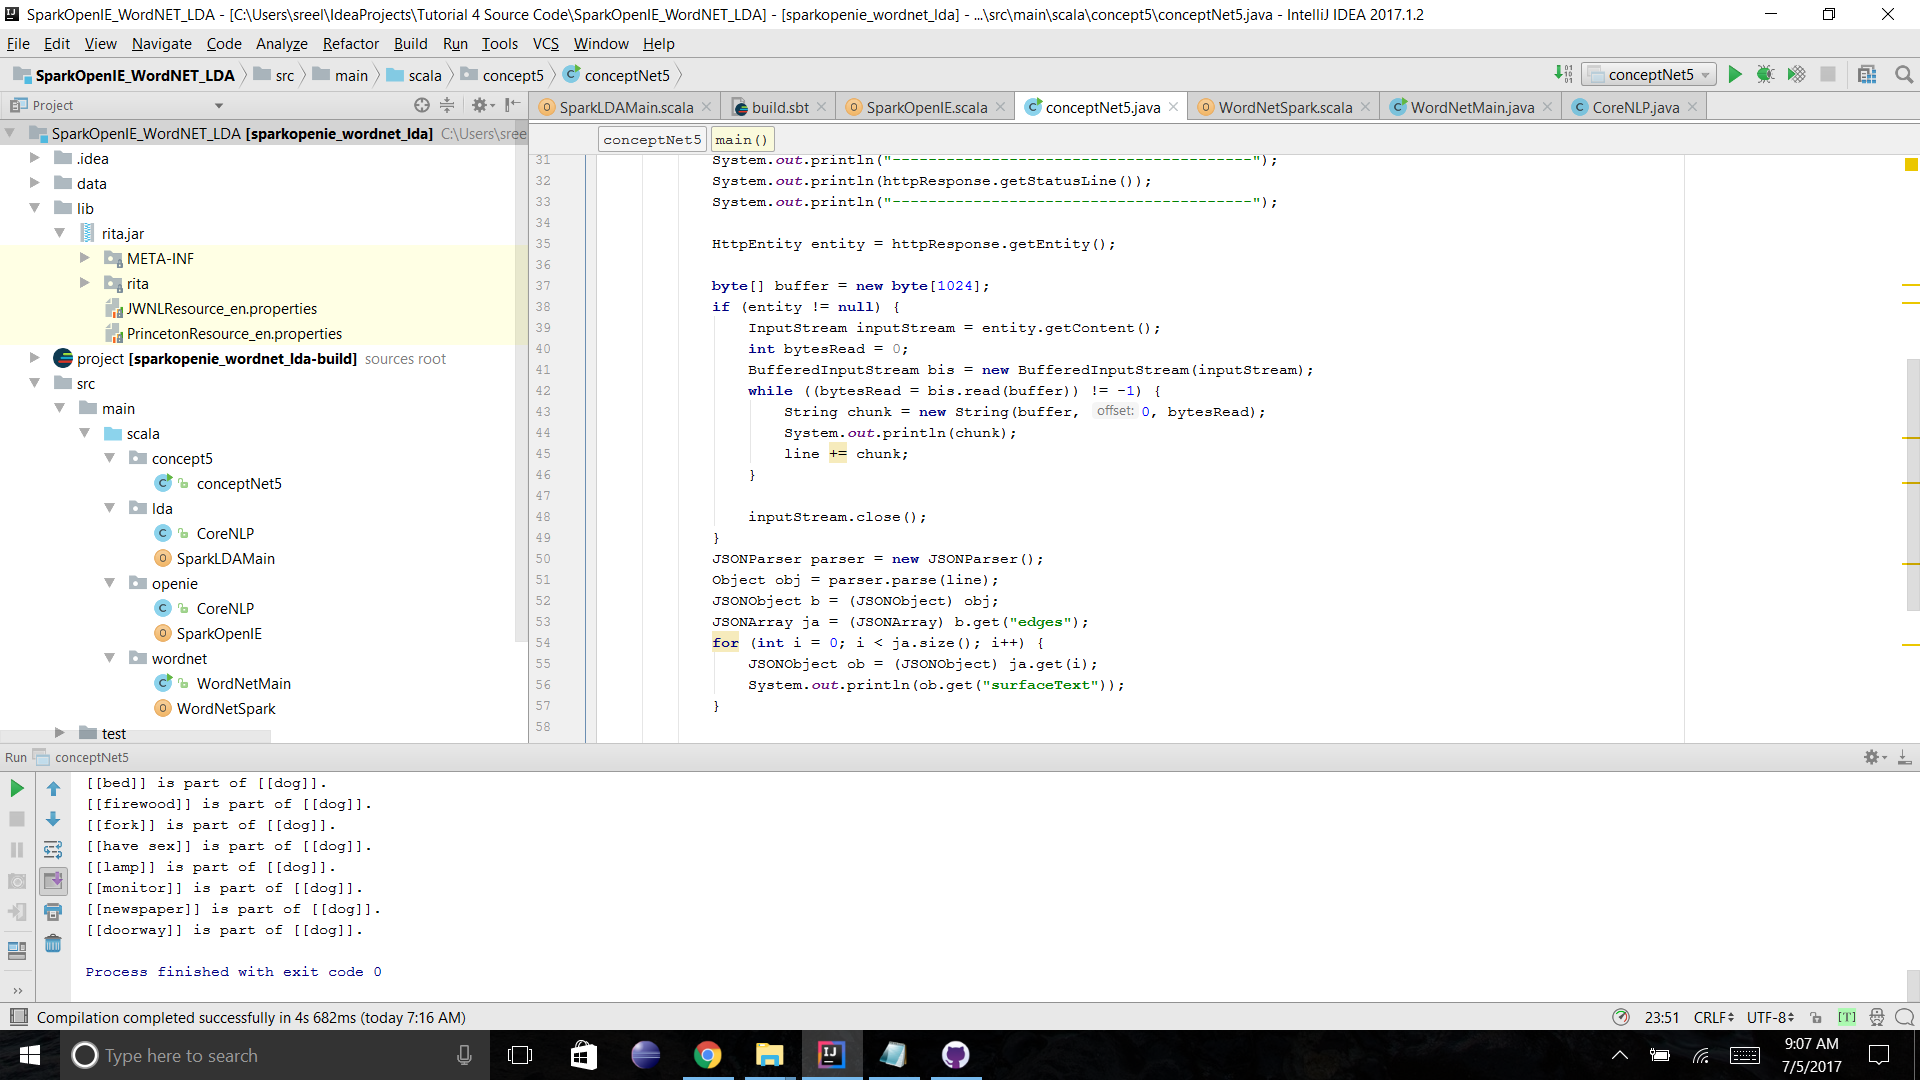 SparkOpenIE_WordNET_LDA - [C:\Users\sreel\IdeaProjects\Tutorial 4 Source Code\SparkOpenIE_WordNET_LDA] - [sparkopenie_wordnet_lda] - ...\src\main\scala\concept5\conceptNet5.java - IntelliJ IDEA 2017.1.2
File Edit View Navigate Code Analyze Refactor Build Run Tools VCS Window Help
SparkOpenIE_WordNET_LDA src main scala concept5 conceptNet5 conceptNet5
Project
SparkLDAMain.scala build.sbt SparkOpenIE.scala conceptNet5.java WordNetSpark.scala WordNetMain.java CoreNLP.java
SparkOpenIE_WordNET_LDA [sparkopenie_wordnet_lda] C:\Users\sree
.idea
data
lib
rita.jar
META-INF
rita
JWNLResource_en.properties
PrincetonResource_en.properties
project [sparkopenie_wordnet_lda-build] sources root
src
main
scala
concept5
conceptNet5
lda
CoreNLP
SparkLDAMain
openie
CoreNLP
SparkOpenIE
wordnet
WordNetMain
WordNetSpark
test
conceptNet5 main()
31 System.out.println("----------------------------------------");
32 System.out.println(httpResponse.getStatusLine());
33 System.out.println("----------------------------------------");
34
35 HttpEntity entity = httpResponse.getEntity();
36
37 byte[] buffer = new byte[1024];
38 if (entity != null) {
39 InputStream inputStream = entity.getContent();
40 int bytesRead = 0;
41 BufferedInputStream bis = new BufferedInputStream(inputStream);
42 while ((bytesRead = bis.read(buffer)) != -1) {
43 String chunk = new String(buffer, offset: 0, bytesRead);
44 System.out.println(chunk);
45 line += chunk;
46 }
47
48 inputStream.close();
49 }
50 JSONParser parser = new JSONParser();
51 Object obj = parser.parse(line);
52 JSONObject b = (JSONObject) obj;
53 JSONArray ja = (JSONArray) b.get("edges");
54 for (int i = 0; i < ja.size(); i++) {
55 JSONObject ob = (JSONObject) ja.get(i);
56 System.out.println(ob.get("surfaceText"));
57 }
58
Run conceptNet5
[[bed]] is part of [[dog]].
[[firewood]] is part of [[dog]].
[[fork]] is part of [[dog]].
[[have sex]] is part of [[dog]].
[[lamp]] is part of [[dog]].
[[monitor]] is part of [[dog]].
[[newspaper]] is part of [[dog]].
[[doorway]] is part of [[dog]].
Process finished with exit code 0
Compilation completed successfully in 4s 682ms (today 7:16 AM) 23:51 CRLF UTF-8 [T]
Type here to search
9:07 AM
7/5/2017